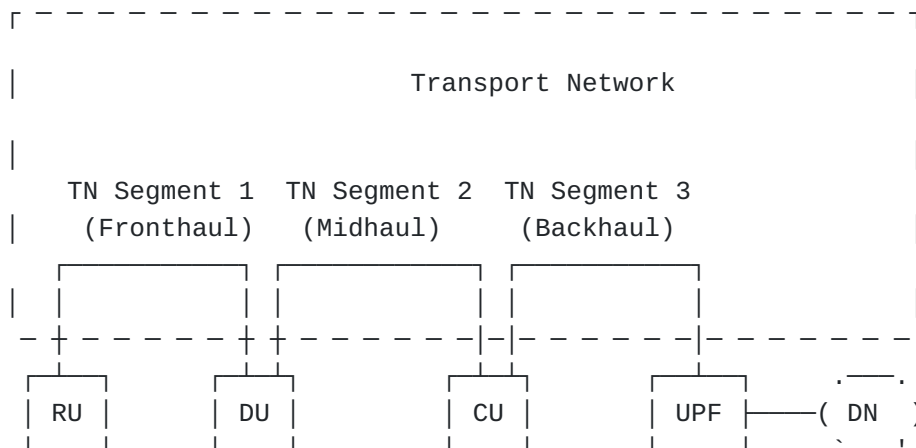 Transport Network
TN Segment 1 TN Segment 2 TN Segment 3
(Fronthaul) (Midhaul) (Backhaul)
RU DU CU UPF DN